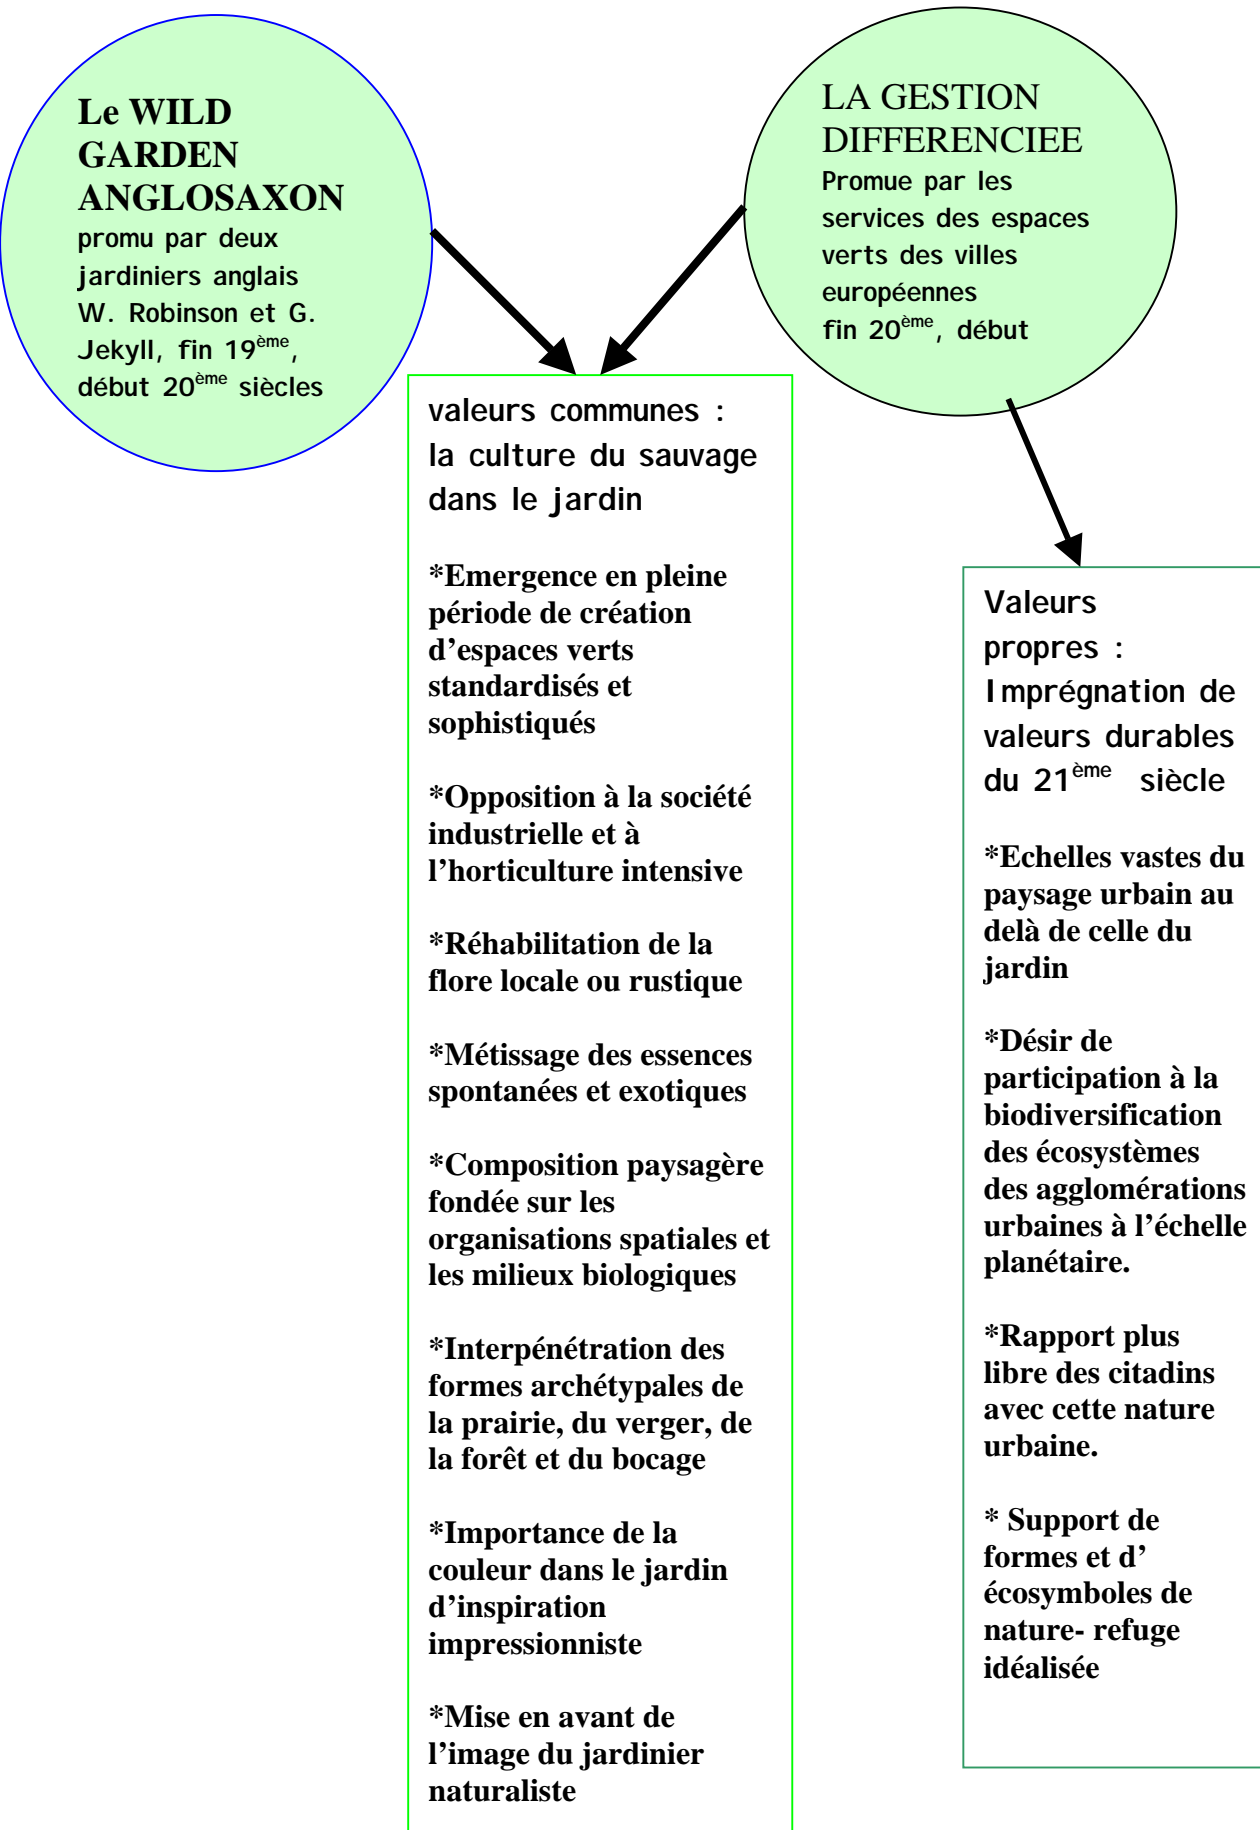 Le WILD
GARDEN
ANGLOSAXON
promu par deux
jardiniers anglais
W. Robinson et G.
Jekyll, fin 19ème,
début 20ème siècles
LA GESTION
DIFFERENCIEE
Promue par les
services des espaces
verts des villes
européennes
fin 20ème, début
valeurs communes :
la culture du sauvage
dans le jardin
*Emergence en pleine
période de création
d’espaces verts
standardisés et
sophistiqués
*Opposition à la société
industrielle et à
l’horticulture intensive
*Réhabilitation de la
flore locale ou rustique
*Métissage des essences
spontanées et exotiques
*Composition paysagère
fondée sur les
organisations spatiales et
les milieux biologiques
*Interpénétration des
formes archétypales de
la prairie, du verger, de
la forêt et du bocage
*Importance de la
couleur dans le jardin
d’inspiration
impressionniste
*Mise en avant de
l’image du jardinier
naturaliste
Valeurs
propres :
Imprégnation de
valeurs durables
du 21ème siècle
*Echelles vastes du
paysage urbain au
delà de celle du
jardin
*Désir de
participation à la
biodiversification
des écosystèmes
des agglomérations
urbaines à l’échelle
planétaire.
*Rapport plus
libre des citadins
avec cette nature
urbaine.
* Support de
formes et d’
écosymboles de
nature- refuge
idéalisée